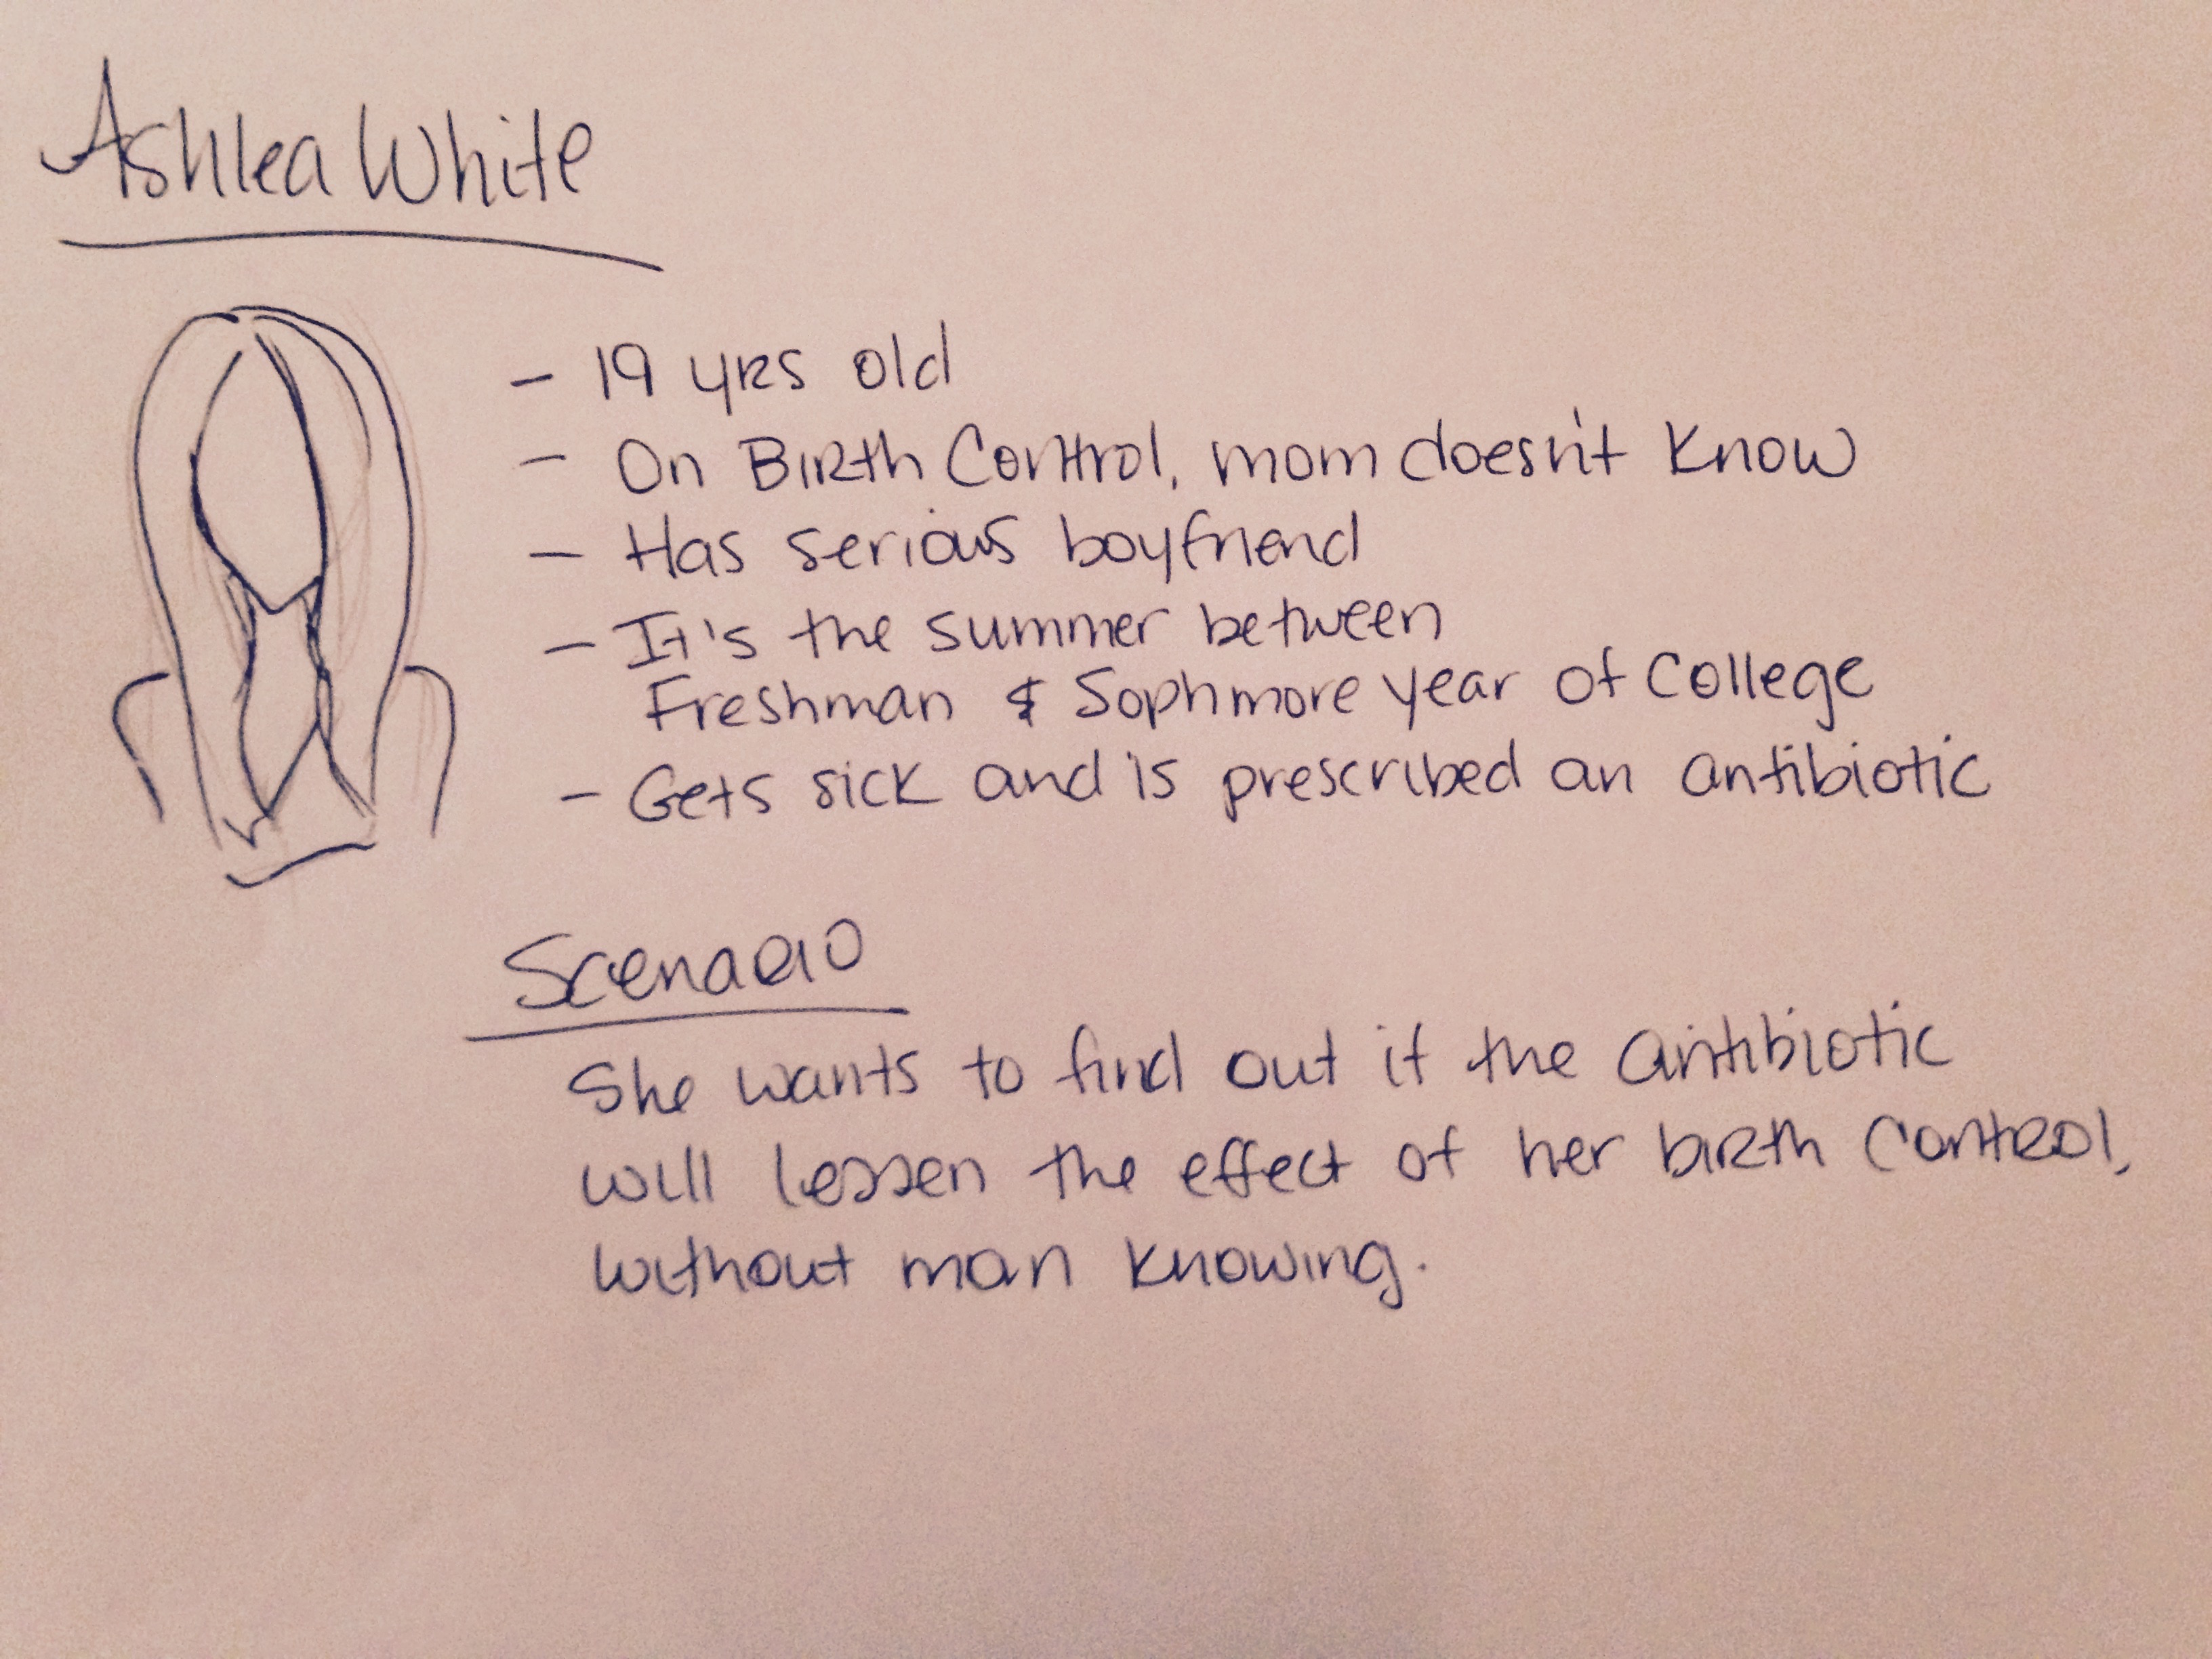 Ashlea White
- 19 yrs old
- On Birth Control, mom doesn't know
- Has serious boyfriend
- It's the summer between
Freshman & Sophmore year of College
- Gets sick and is prescribed an antibiotic
Scenario
She wants to find out if the antibiotic
will lessen the effect of her birth control,
without mom knowing.